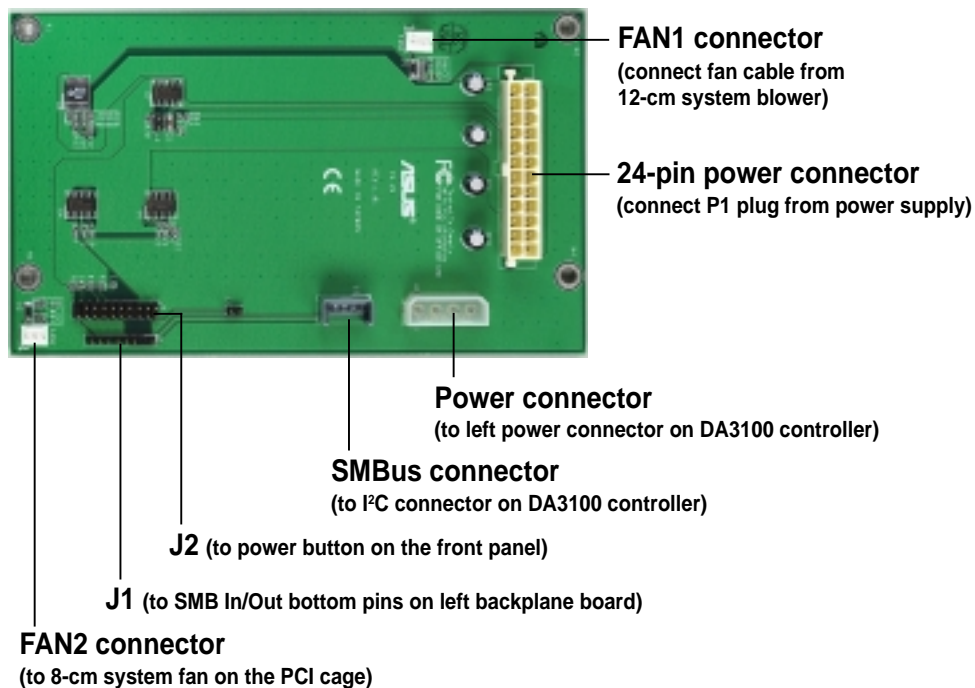 FAN1 connector
(connect fan cable from
12-cm system blower)
24-pin power connector
(connect P1 plug from power supply)
ASUS
FC
CE
Power connector
(to left power connector on DA3100 controller)
SMBus connector
(to I²C connector on DA3100 controller)
J2 (to power button on the front panel)
J1 (to SMB In/Out bottom pins on left backplane board)
FAN2 connector
(to 8-cm system fan on the PCI cage)